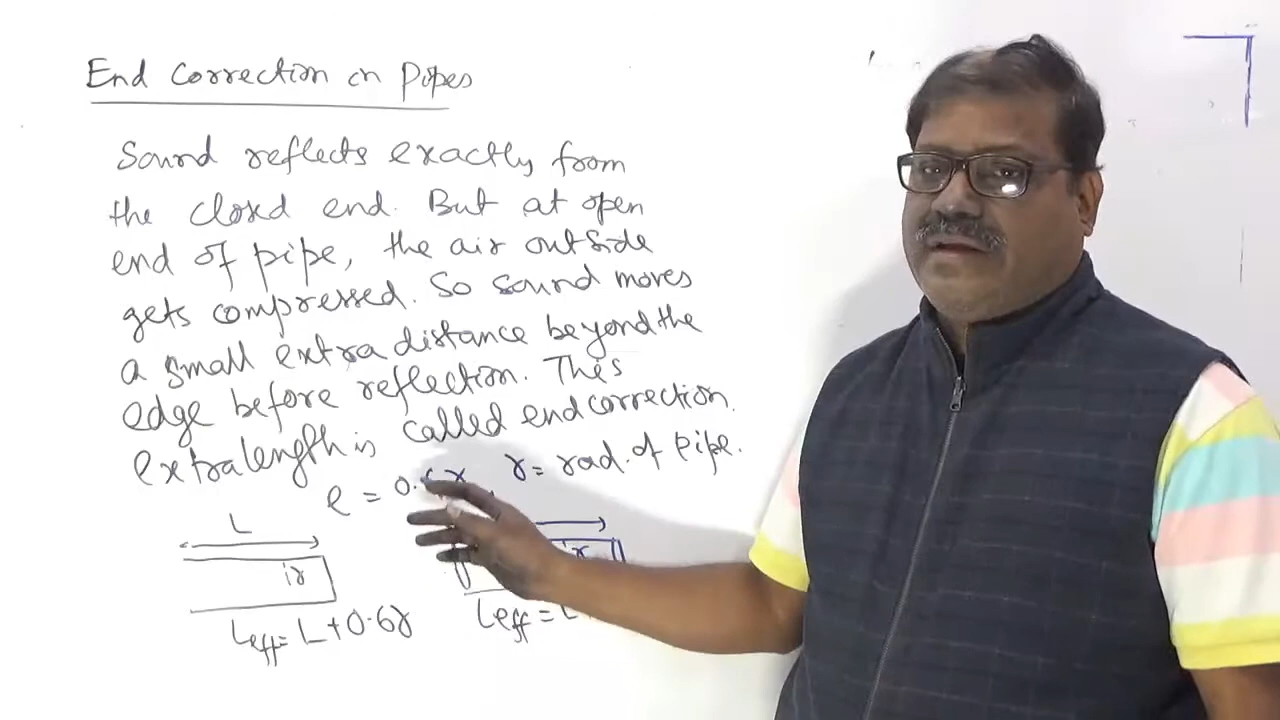 End Correction in Pipes
Sound reflects exactly from
the closed end. But at open
end of pipe, the air outside
gets compressed. So sound moves
a small extra distance beyond the
edge before reflection. This
extra length is called end correction.
e = 0.6r, r = rad. of pipe.
L
r
r
Leff = L + 0.6r
Leff = L